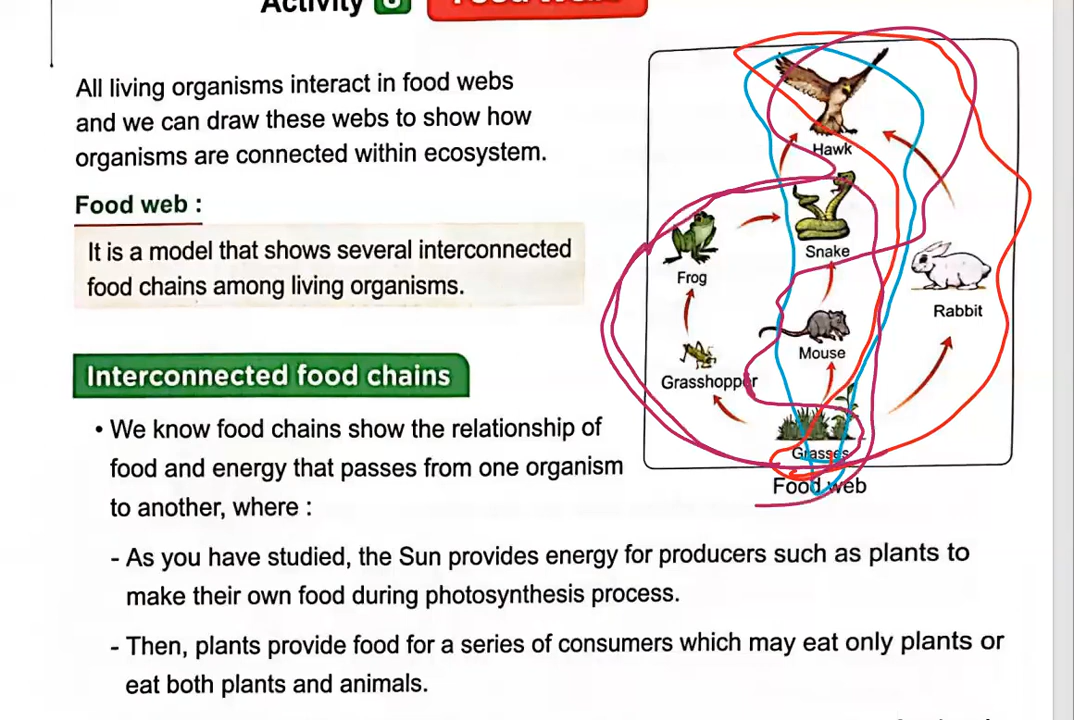 Activity 6 Food Webs
All living organisms interact in food webs
and we can draw these webs to show how
organisms are connected within ecosystem.
Food web :
It is a model that shows several interconnected
food chains among living organisms.
Hawk
Snake
Frog
Rabbit
Mouse
Grasshopper
Grasses
Food web
Interconnected food chains
• We know food chains show the relationship of
food and energy that passes from one organism
to another, where :
- As you have studied, the Sun provides energy for producers such as plants to
make their own food during photosynthesis process.
- Then, plants provide food for a series of consumers which may eat only plants or
eat both plants and animals.